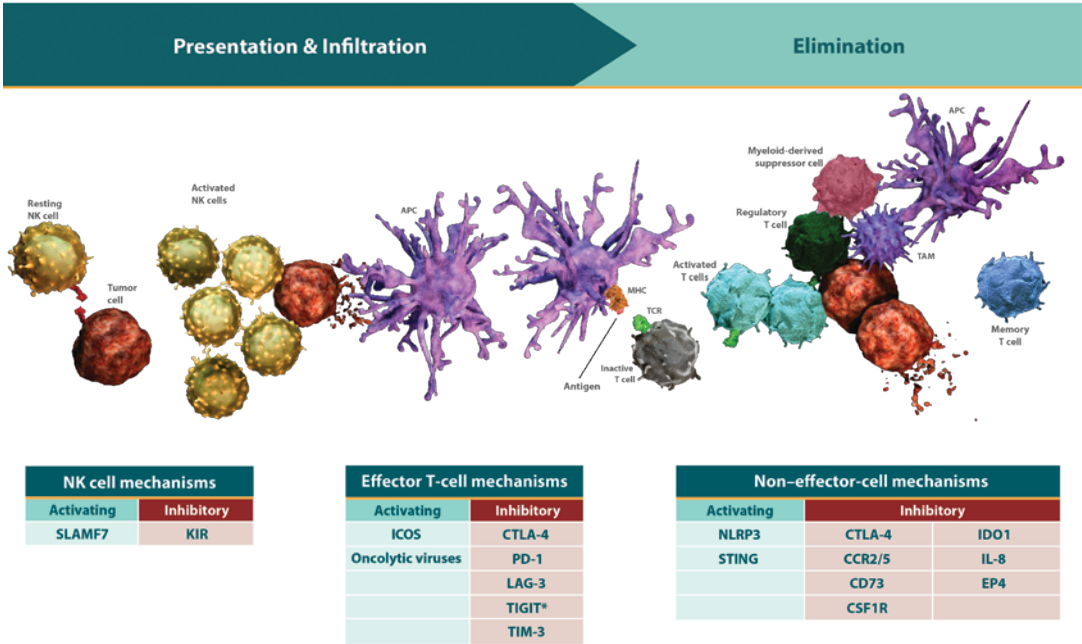 Presentation & Infiltration
Elimination
Resting
NK cell
Tumor
cell
Activated
NK cells
APC
MHC
TCR
Antigen
Inactive
T cell
Activated
T cells
Myeloid-derived
suppressor cell
Regulatory
T cell
APC
TAM
Memory
T cell
NK cell mechanisms
Activating Inhibitory
SLAMF7 KIR
Effector T-cell mechanisms
Activating Inhibitory
ICOS CTLA-4
Oncolytic viruses PD-1
LAG-3
TIGIT*
TIM-3
Non–effector-cell mechanisms
Activating Inhibitory
NLRP3 CTLA-4 IDO1
STING CCR2/5 IL-8
CD73 EP4
CSF1R